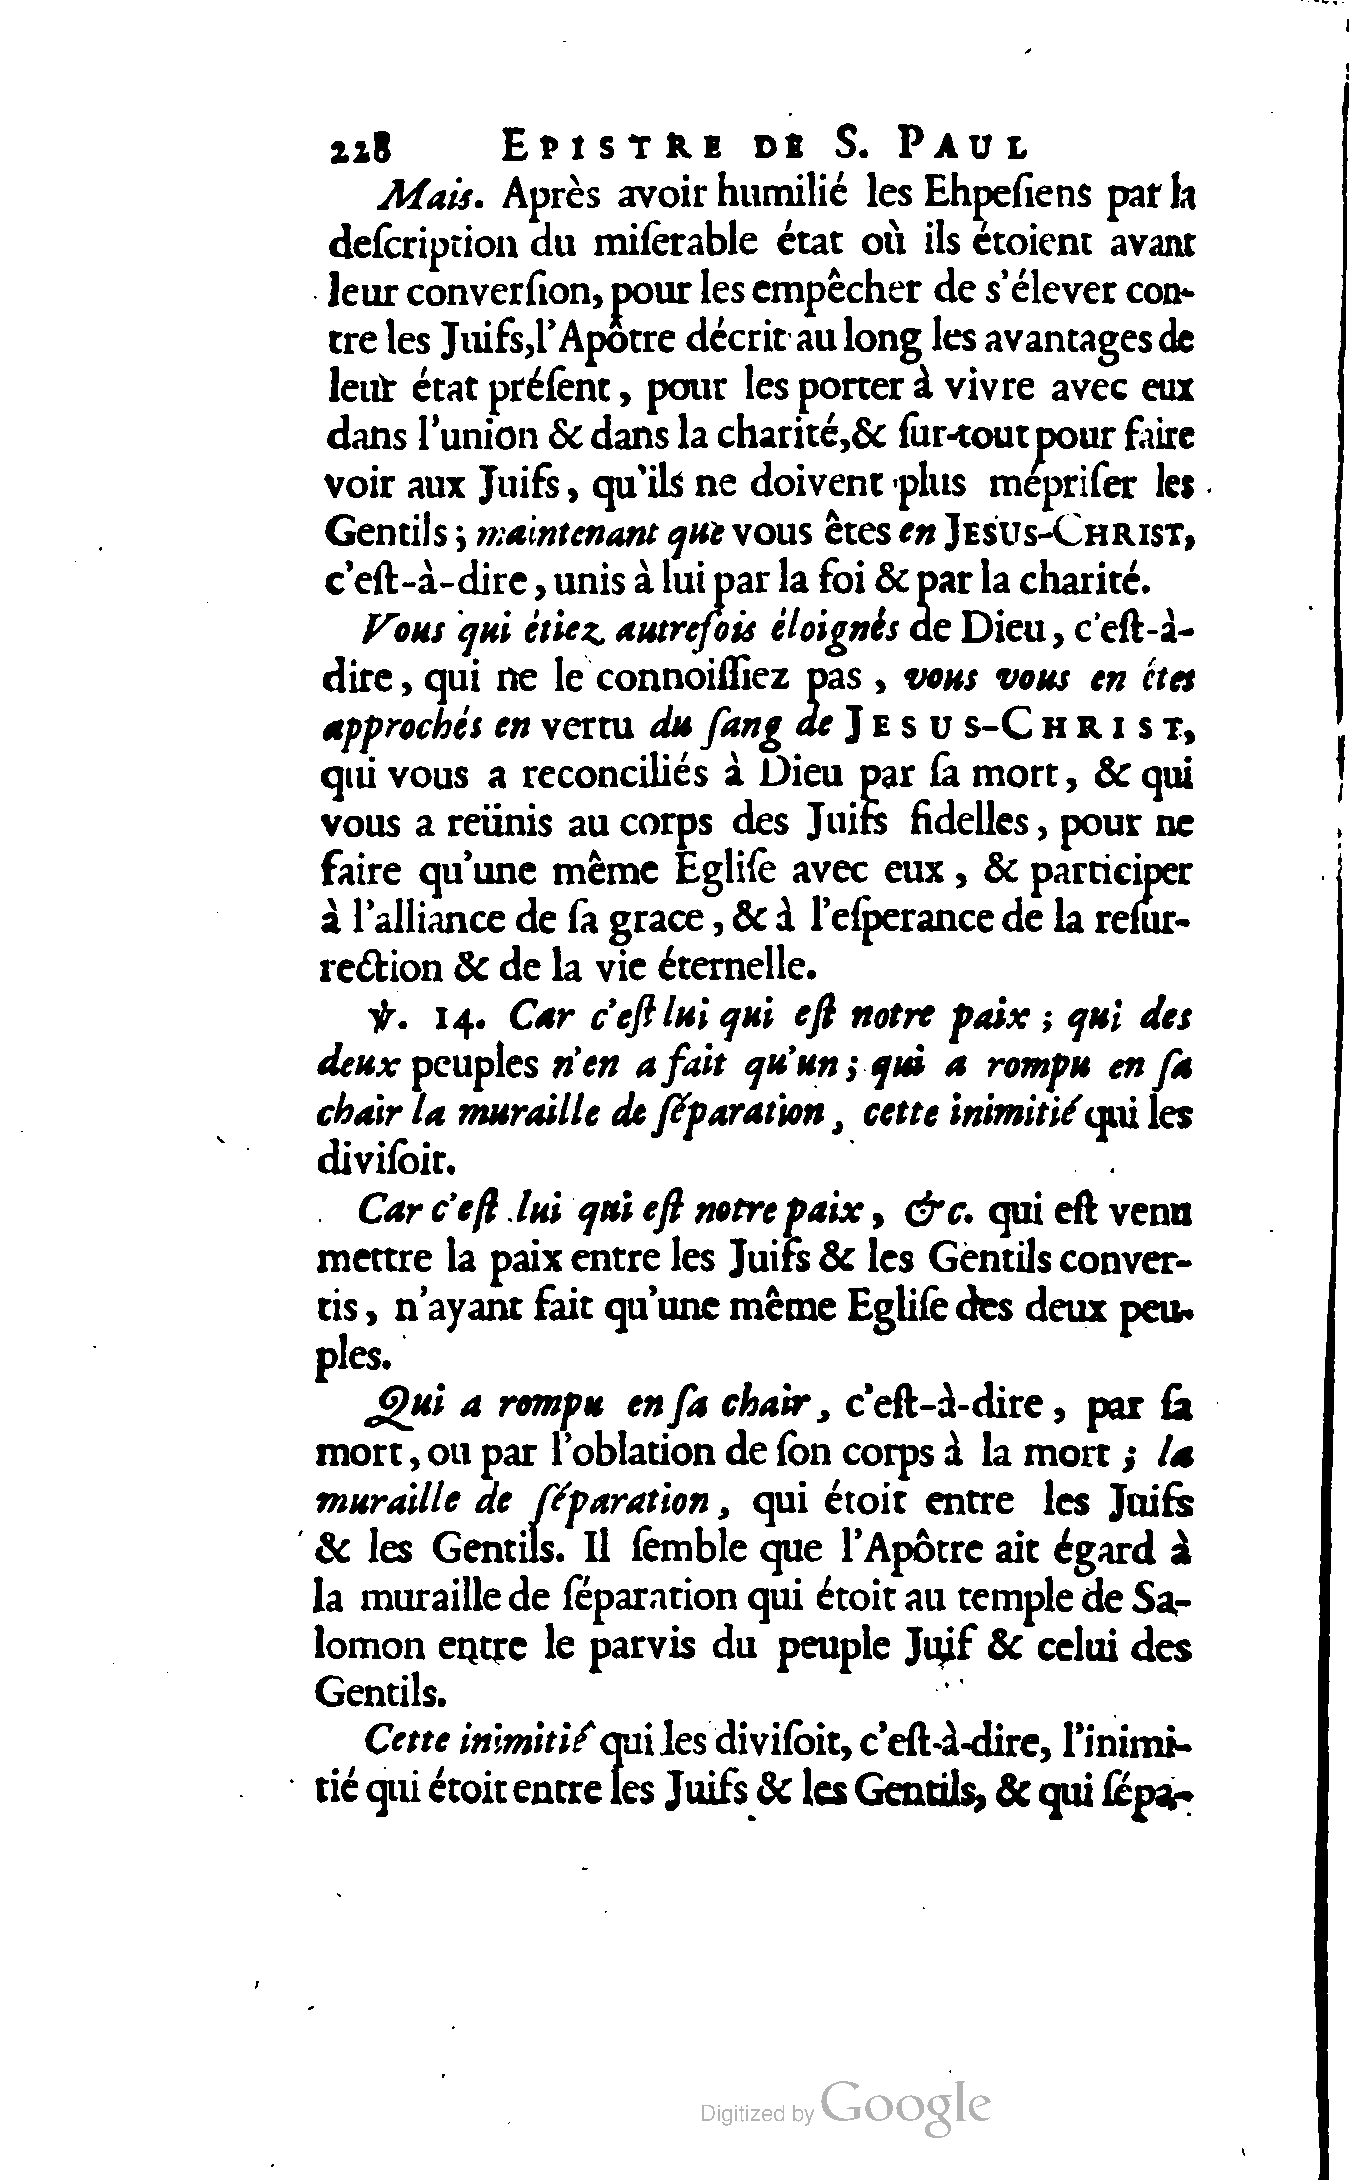 228 EPISTRE DE S. PAUL
Mais. Après avoir humilié les Ehpeſiens par la
deſcription du miſerable état où ils étoient avant
leur converſion, pour les empêcher de s'élever con-
tre les Juifs, l'Apôtre décrit au long les avantages de
leur état préſent, pour les porter à vivre avec eux
dans l'union & dans la charité, & ſur-tout pour faire
voir aux Juifs, qu'ils ne doivent plus mépriſer les
Gentils; maintenant que vous êtes en JESUS-CHRIST,
c'eſt-à-dire, unis à lui par la foi & par la charité.
Vous qui étiez autrefois éloignés de Dieu, c'eſt-à-
dire, qui ne le connoiſſiez pas, vous vous en étes
approchés en vertu du ſang de JESUS-CHRIST,
qui vous a reconciliés à Dieu par ſa mort, & qui
vous a reünis au corps des Juifs fidelles, pour ne
faire qu'une même Egliſe avec eux, & participer
à l'alliance de ſa grace, & à l'eſperance de la reſur-
rection & de la vie éternelle.
℣. 14. Car c'eſt lui qui eſt notre paix; qui des
deux peuples n'en a fait qu'un; qui a rompu en ſa
chair la muraille de ſéparation, cette inimitié qui les
diviſoit.
Car c'eſt lui qui eſt notre paix, &c. qui eſt venu
mettre la paix entre les Juifs & les Gentils conver-
tis, n'ayant fait qu'une même Egliſe des deux peu-
ples.
Qui a rompu en ſa chair, c'eſt-à-dire, par ſa
mort, ou par l'oblation de ſon corps à la mort; la
muraille de ſéparation, qui étoit entre les Juifs
& les Gentils. Il ſemble que l'Apôtre ait égard à
la muraille de ſéparation qui étoit au temple de Sa-
lomon entre le parvis du peuple Juif & celui des
Gentils.
Cette inimitié qui les diviſoit, c'eſt-à-dire, l'inimi-
tié qui étoit entre les Juifs & les Gentils, & qui ſépa-
Digitized by Google